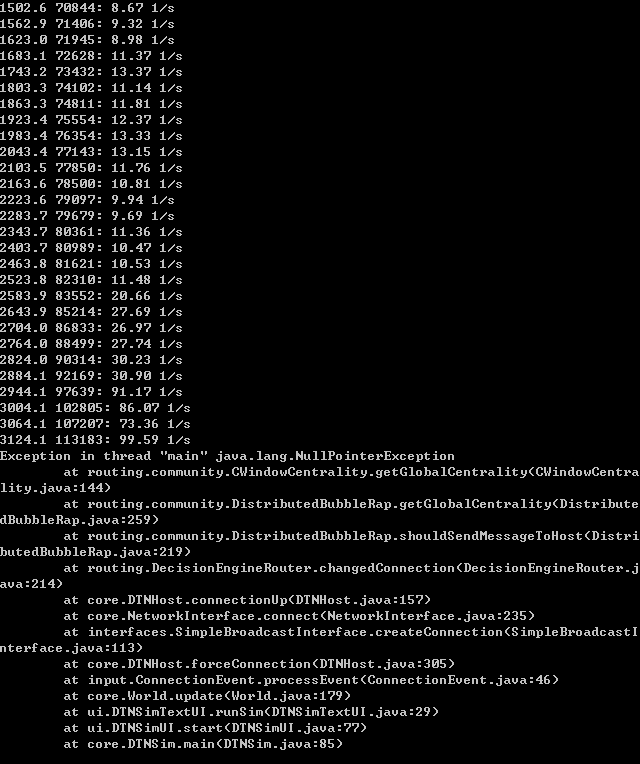 1502.6 70844: 8.67 1/s
1562.9 71406: 9.32 1/s
1623.0 71945: 8.98 1/s
1683.1 72628: 11.37 1/s
1743.2 73432: 13.37 1/s
1803.3 74102: 11.14 1/s
1863.3 74811: 11.81 1/s
1923.4 75554: 12.37 1/s
1983.4 76354: 13.33 1/s
2043.4 77143: 13.15 1/s
2103.5 77850: 11.76 1/s
2163.6 78500: 10.81 1/s
2223.6 79097: 9.94 1/s
2283.7 79679: 9.69 1/s
2343.7 80361: 11.36 1/s
2403.7 80989: 10.47 1/s
2463.8 81621: 10.53 1/s
2523.8 82310: 11.48 1/s
2583.9 83552: 20.66 1/s
2643.9 85214: 27.69 1/s
2704.0 86833: 26.97 1/s
2764.0 88499: 27.74 1/s
2824.0 90314: 30.23 1/s
2884.1 92169: 30.90 1/s
2944.1 97639: 91.17 1/s
3004.1 102805: 86.07 1/s
3064.1 107207: 73.36 1/s
3124.1 113183: 99.59 1/s
Exception in thread "main" java.lang.NullPointerException
        at routing.community.CWindowCentrality.getGlobalCentrality(CWindowCentra
lity.java:144)
        at routing.community.DistributedBubbleRap.getGlobalCentrality(Distribute
dBubbleRap.java:259)
        at routing.community.DistributedBubbleRap.shouldSendMessageToHost(Distri
butedBubbleRap.java:219)
        at routing.DecisionEngineRouter.changedConnection(DecisionEngineRouter.j
ava:214)
        at core.DTNHost.connectionUp(DTNHost.java:157)
        at core.NetworkInterface.connect(NetworkInterface.java:235)
        at interfaces.SimpleBroadcastInterface.createConnection(SimpleBroadcastI
nterface.java:113)
        at core.DTNHost.forceConnection(DTNHost.java:305)
        at input.ConnectionEvent.processEvent(ConnectionEvent.java:46)
        at core.World.update(World.java:179)
        at ui.DTNSimTextUI.runSim(DTNSimTextUI.java:29)
        at ui.DTNSimUI.start(DTNSimUI.java:77)
        at core.DTNSim.main(DTNSim.java:85)